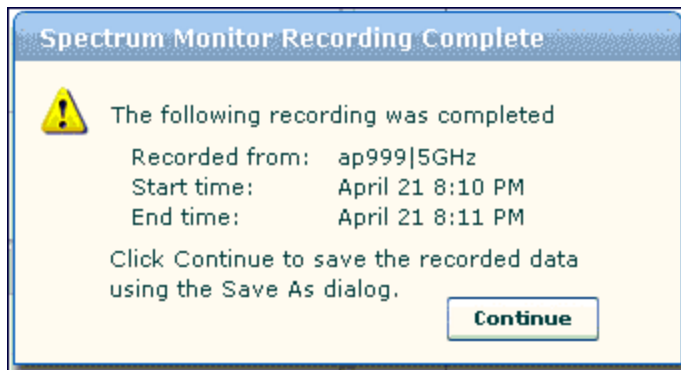 Spectrum Monitor Recording Complete
The following recording was completed
Recorded from: ap999|5GHz
Start time: April 21 8:10 PM
End time: April 21 8:11 PM
Click Continue to save the recorded data
using the Save As dialog.
Continue